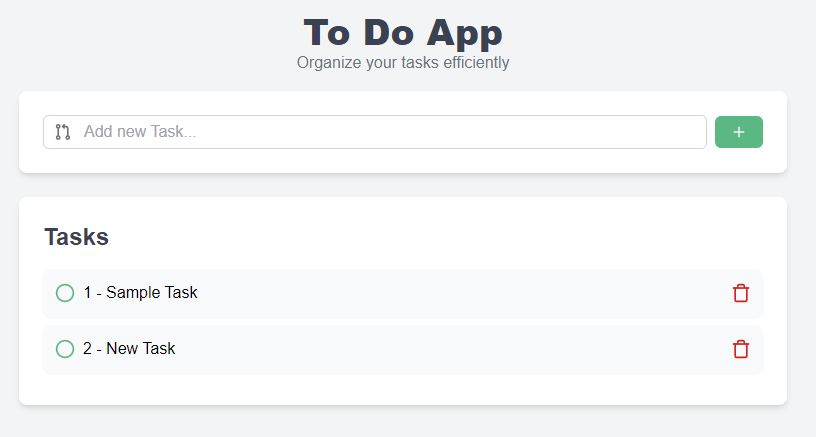 To Do App
Organize your tasks efficiently
Add new Task...
Tasks
1 - Sample Task
2 - New Task